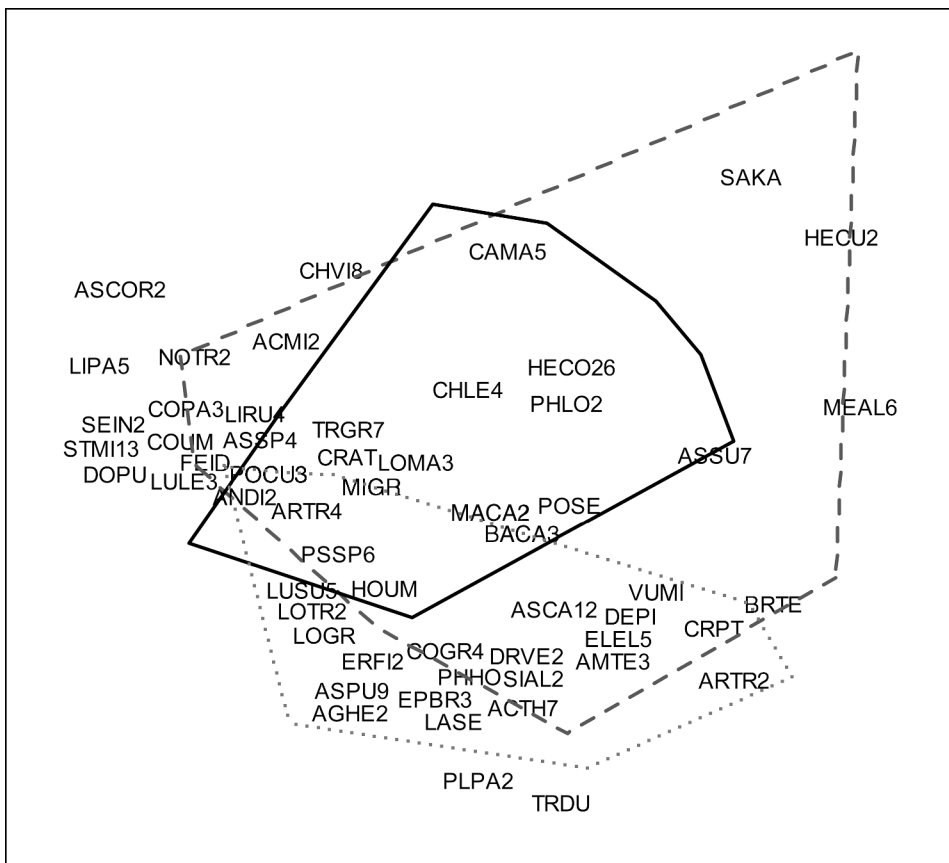 SAKA
HECU2
CAMA5
CHVI8
ASCOR2
ACMI2
NOTR2
LIPA5
HECO26
CHLE4
PHLO2
MEAL6
COPA3
LIRU4
SEIN2
TRGR7
STMI13
COUM
ASSP4
ASSU7
CRAT
LOMA3
FEID
DOPU
LULE3
POCU3
MIGR
ANDI2
ARTR4
MACA2
POSE
BACA3
PSSP6
LUSU5
HOUM
VUMI
LOTR2
ASCA12
DEPI
BRTE
LOGR
ELEL5
CRPT
ERFI2
COGR4
DRVE2
AMTE3
PHHO
SIAL2
ARTR2
ASPU9
EPBR3
AGHE2
LASE
ACTH7
PLPA2
TRDU